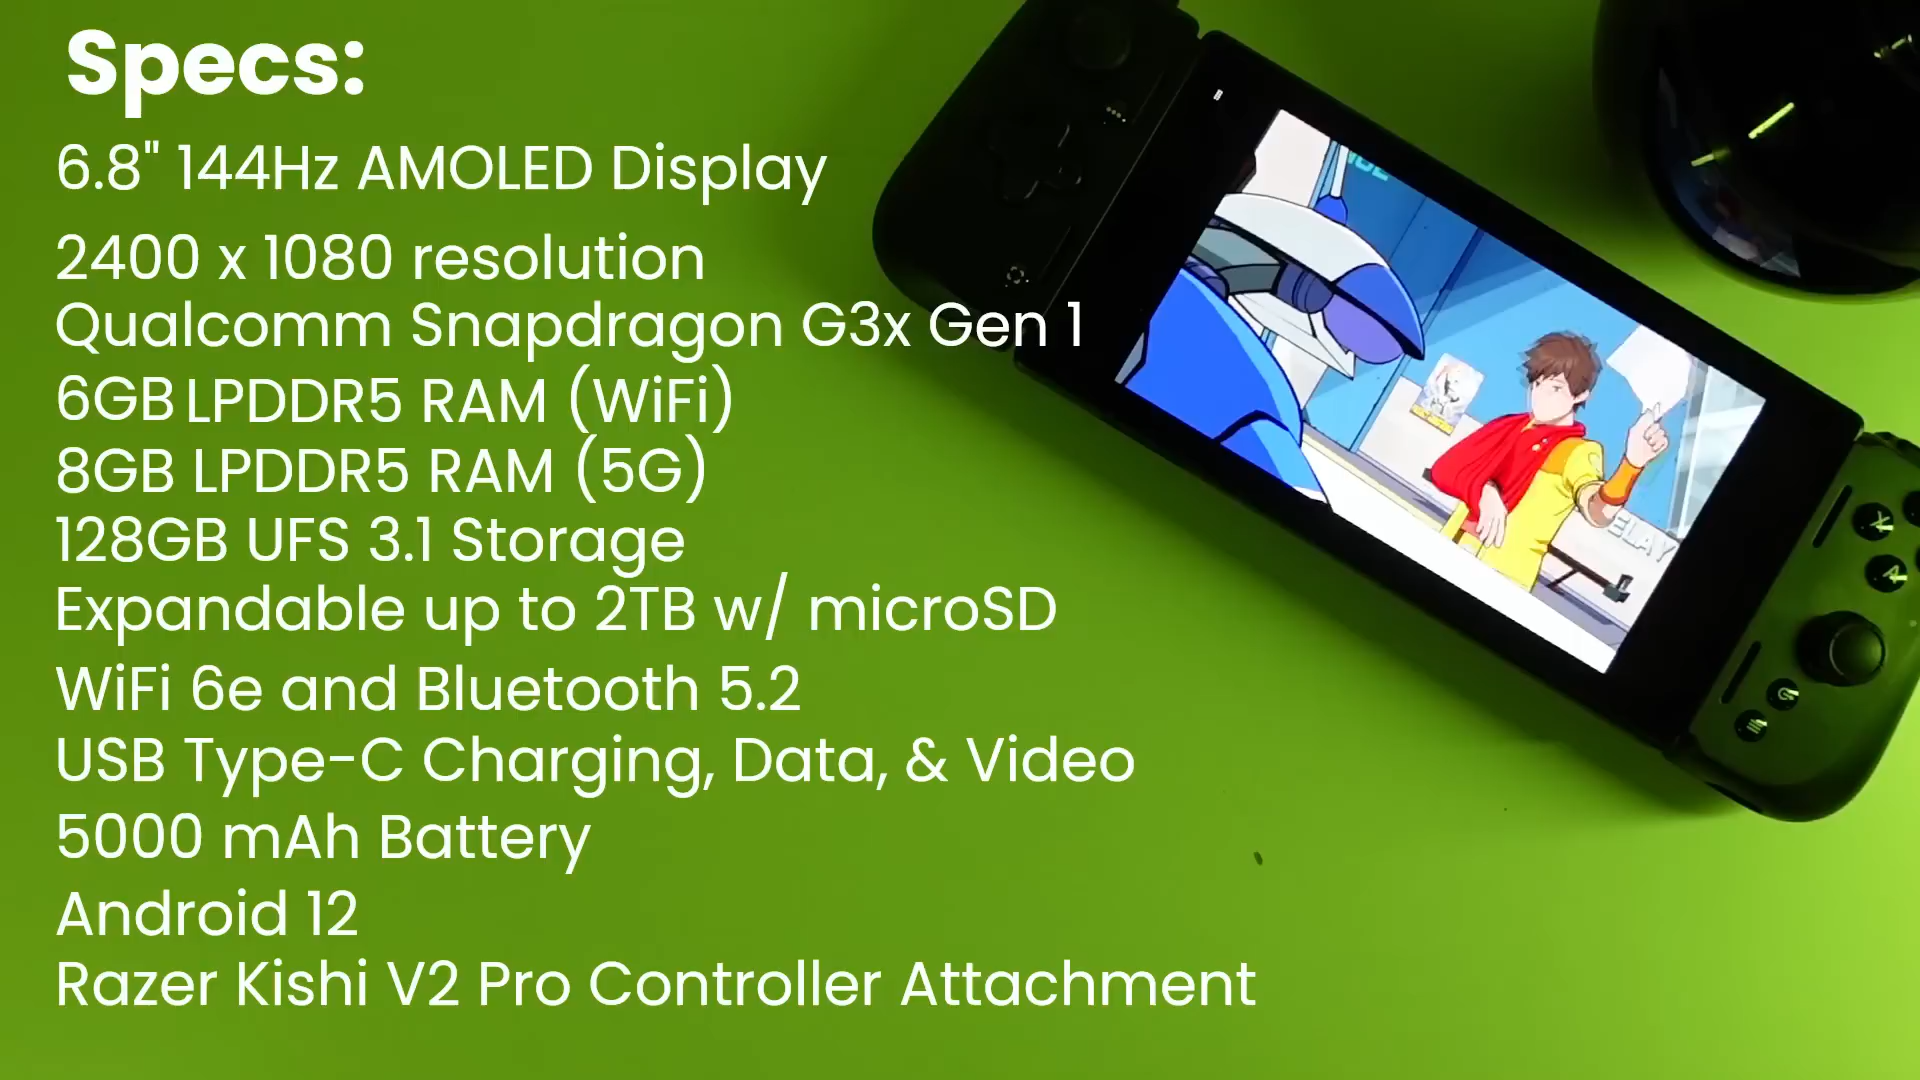 Specs:
6.8" 144Hz AMOLED Display
2400 x 1080 resolution
Qualcomm Snapdragon G3x Gen 1
6GB LPDDR5 RAM (WiFi)
8GB LPDDR5 RAM (5G)
128GB UFS 3.1 Storage
Expandable up to 2TB w/ microSD
WiFi 6e and Bluetooth 5.2
USB Type-C Charging, Data, & Video
5000 mAh Battery
Android 12
Razer Kishi V2 Pro Controller Attachment
X
A